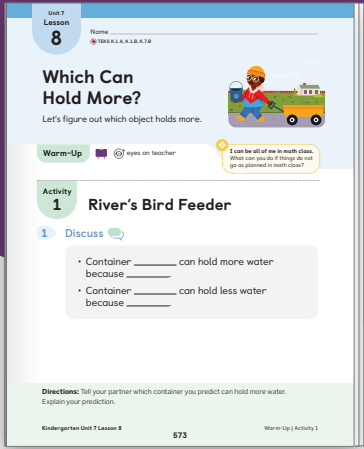 Unit 7
Lesson
8
Name
TEKS K.1.A, K.1.B, K.7.B
Which Can
Hold More?
Let's figure out which object holds more.
Warm-Up
eyes on teacher
I can be all of me in math class.
What can you do if things do not
go as planned in math class?
Activity
1
River's Bird Feeder
1 Discuss
• Container ________ can hold more water
because ________.
• Container ________ can hold less water
because ________.
Directions: Tell your partner which container you predict can hold more water.
Explain your prediction.
Kindergarten Unit 7 Lesson 8
573
Warm-Up | Activity 1